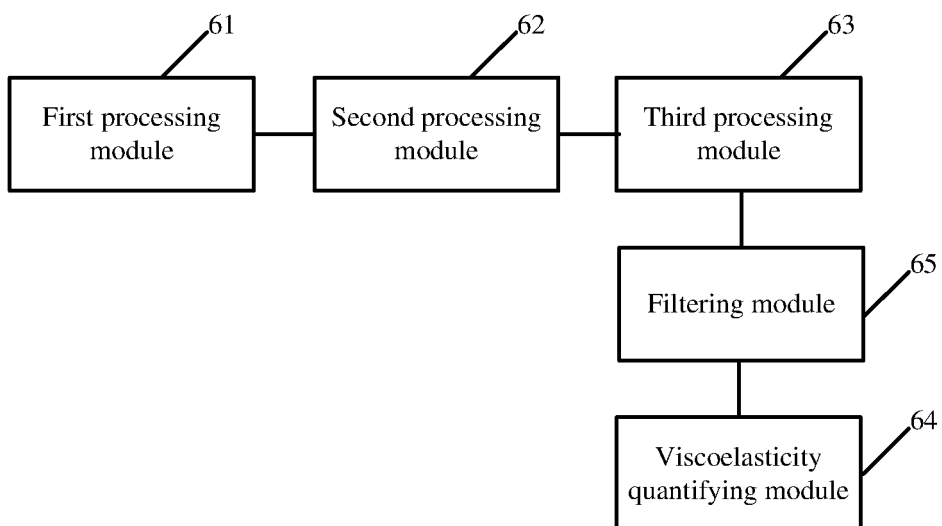 61
62
63
First processing
module
Second processing
module
Third processing
module
65
Filtering module
64
Viscoelasticity
quantifying module